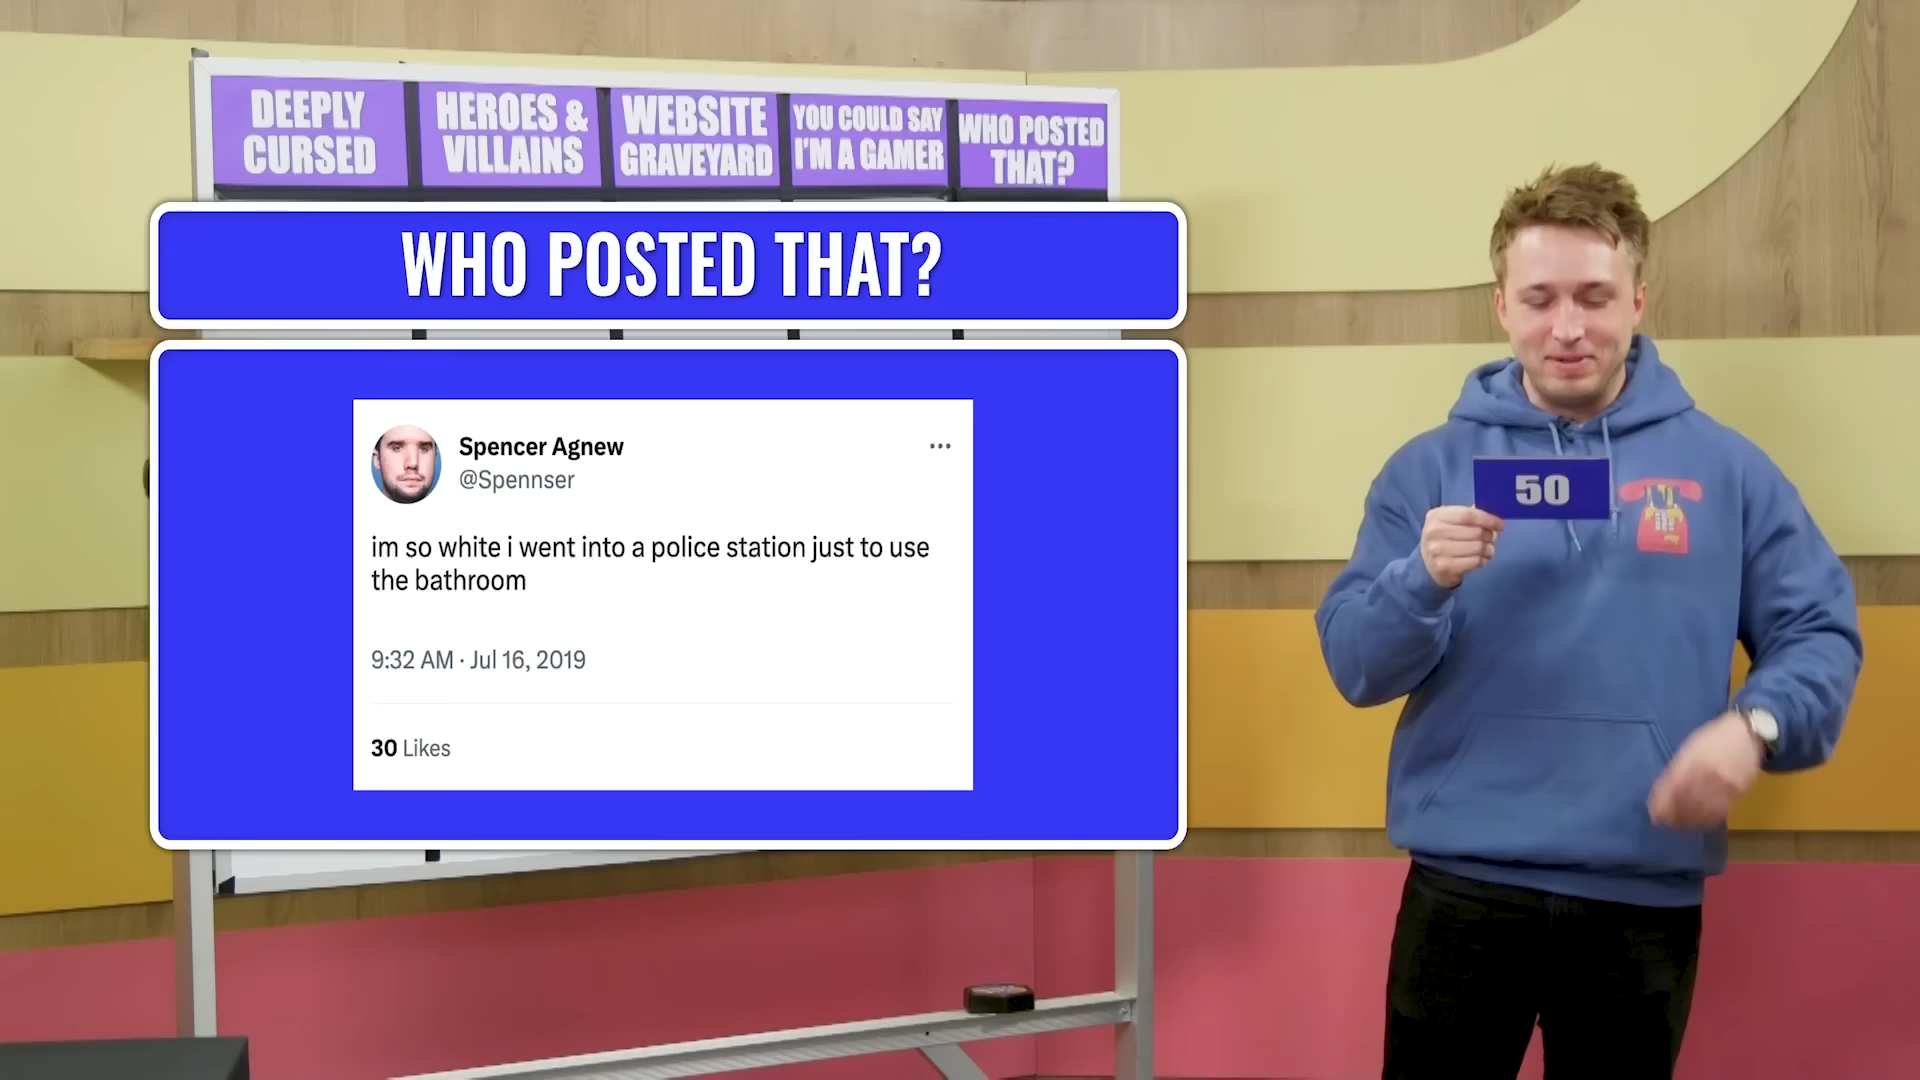 DEEPLY
CURSED
HEROES &
VILLAINS
WEBSITE
GRAVEYARD
YOU COULD SAY
I'M A GAMER
WHO POSTED
THAT?
WHO POSTED THAT?
Spencer Agnew
@Spennser
im so white i went into a police station just to use
the bathroom
9:32 AM · Jul 16, 2019
30 Likes
50